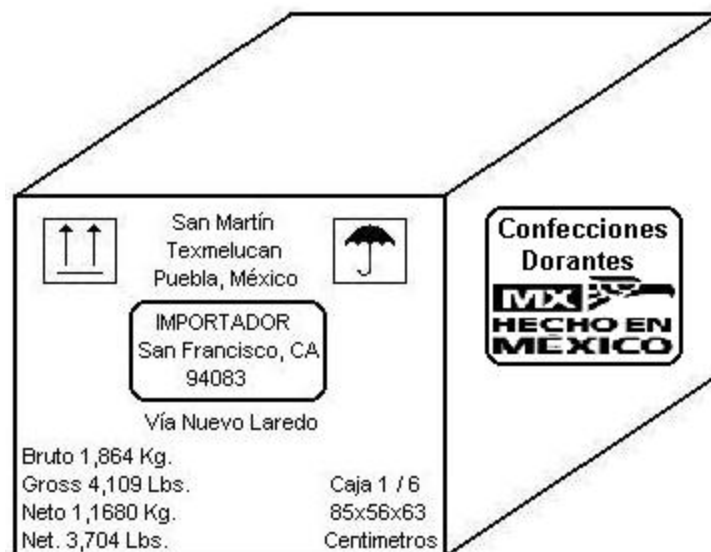 San Martín
Texmelucan
Puebla, México
IMPORTADOR
San Francisco, CA
94083
Vía Nuevo Laredo
Bruto 1,864 Kg.
Gross 4,109 Lbs.
Neto 1,1680 Kg.
Net. 3,704 Lbs.
Caja 1 / 6
85x56x63
Centimetros
Confecciones
Dorantes
MX
HECHO EN
MÉXICO